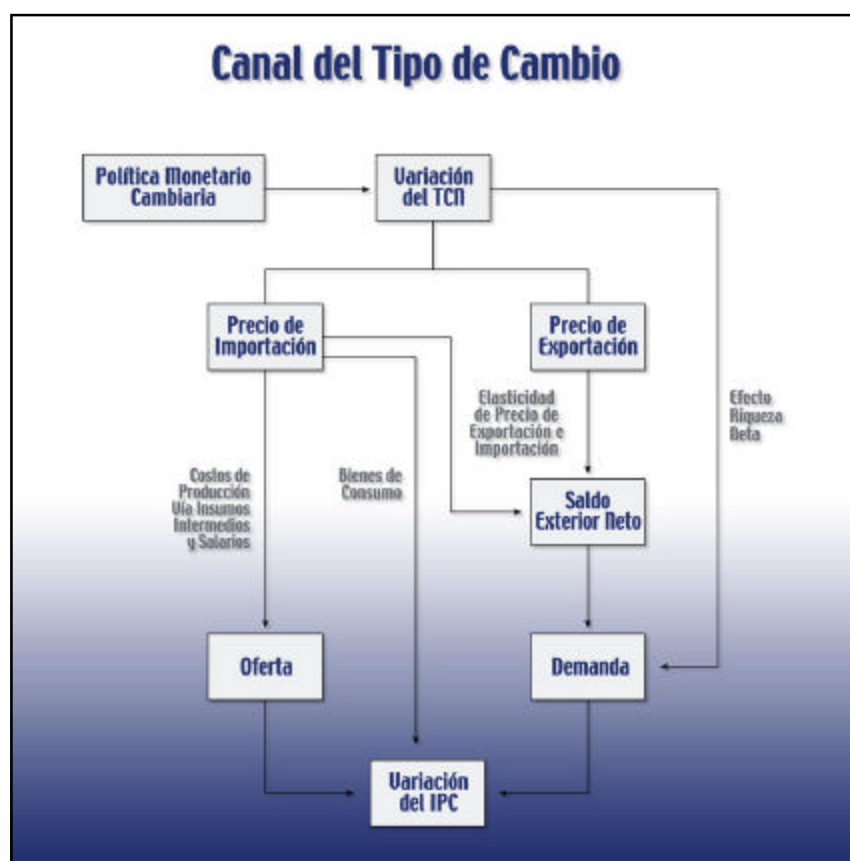 Canal del Tipo de Cambio
Política Monetario
Cambiaria
Variación
del TCN
Precio de
Importación
Precio de
Exportación
Elasticidad
de Precio de
Exportación e
Importación
Efecto
Riqueza
Neta
Costos de
Producción
Vía Insumos
Intermedios
y Salarios
Bienes de
Consumo
Saldo
Exterior Neto
Oferta
Demanda
Variación
del IPC